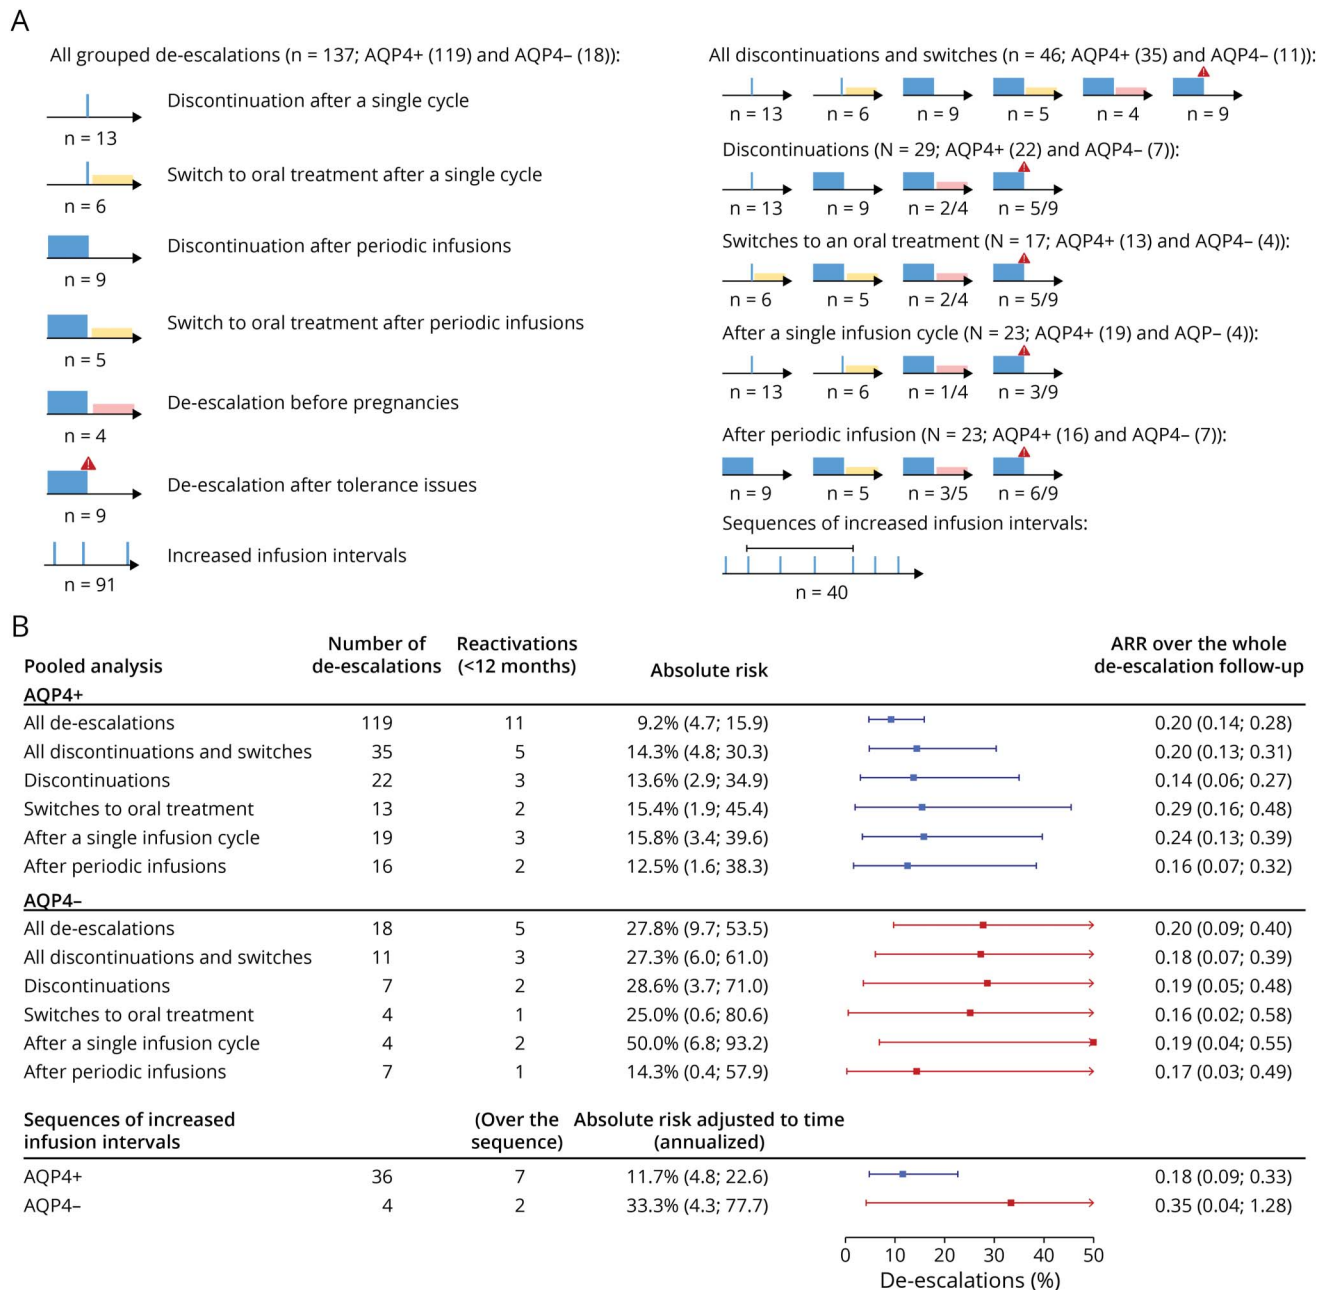 A
All grouped de-escalations (n = 137; AQP4+ (119) and AQP4– (18)):
Discontinuation after a single cycle
n = 13
Switch to oral treatment after a single cycle
n = 6
Discontinuation after periodic infusions
n = 9
Switch to oral treatment after periodic infusions
n = 5
De-escalation before pregnancies
n = 4
De-escalation after tolerance issues
n = 9
Increased infusion intervals
n = 91
All discontinuations and switches (n = 46; AQP4+ (35) and AQP4– (11)):
n = 13 n = 6 n = 9 n = 5 n = 4 n = 9
Discontinuations (N = 29; AQP4+ (22) and AQP4– (7)):
n = 13 n = 9 n = 2/4 n = 5/9
Switches to an oral treatment (N = 17; AQP4+ (13) and AQP4– (4)):
n = 6 n = 5 n = 2/4 n = 5/9
After a single infusion cycle (N = 23; AQP4+ (19) and AQP– (4)):
n = 13 n = 6 n = 1/4 n = 3/9
After periodic infusion (N = 23; AQP4+ (16) and AQP4– (7)):
n = 9 n = 5 n = 3/5 n = 6/9
Sequences of increased infusion intervals:
n = 40
B
Pooled analysis Number of de-escalations Reactivations (<12 months) Absolute risk ARR over the whole de-escalation follow-up
AQP4+
All de-escalations 119 11 9.2% (4.7; 15.9) 0.20 (0.14; 0.28)
All discontinuations and switches 35 5 14.3% (4.8; 30.3) 0.20 (0.13; 0.31)
Discontinuations 22 3 13.6% (2.9; 34.9) 0.14 (0.06; 0.27)
Switches to oral treatment 13 2 15.4% (1.9; 45.4) 0.29 (0.16; 0.48)
After a single infusion cycle 19 3 15.8% (3.4; 39.6) 0.24 (0.13; 0.39)
After periodic infusions 16 2 12.5% (1.6; 38.3) 0.16 (0.07; 0.32)
AQP4–
All de-escalations 18 5 27.8% (9.7; 53.5) 0.20 (0.09; 0.40)
All discontinuations and switches 11 3 27.3% (6.0; 61.0) 0.18 (0.07; 0.39)
Discontinuations 7 2 28.6% (3.7; 71.0) 0.19 (0.05; 0.48)
Switches to oral treatment 4 1 25.0% (0.6; 80.6) 0.16 (0.02; 0.58)
After a single infusion cycle 4 2 50.0% (6.8; 93.2) 0.19 (0.04; 0.55)
After periodic infusions 7 1 14.3% (0.4; 57.9) 0.17 (0.03; 0.49)
Sequences of increased infusion intervals (Over the sequence) Absolute risk adjusted to time (annualized)
AQP4+ 36 7 11.7% (4.8; 22.6) 0.18 (0.09; 0.33)
AQP4– 4 2 33.3% (4.3; 77.7) 0.35 (0.04; 1.28)
0 10 20 30 40 50
De-escalations (%)